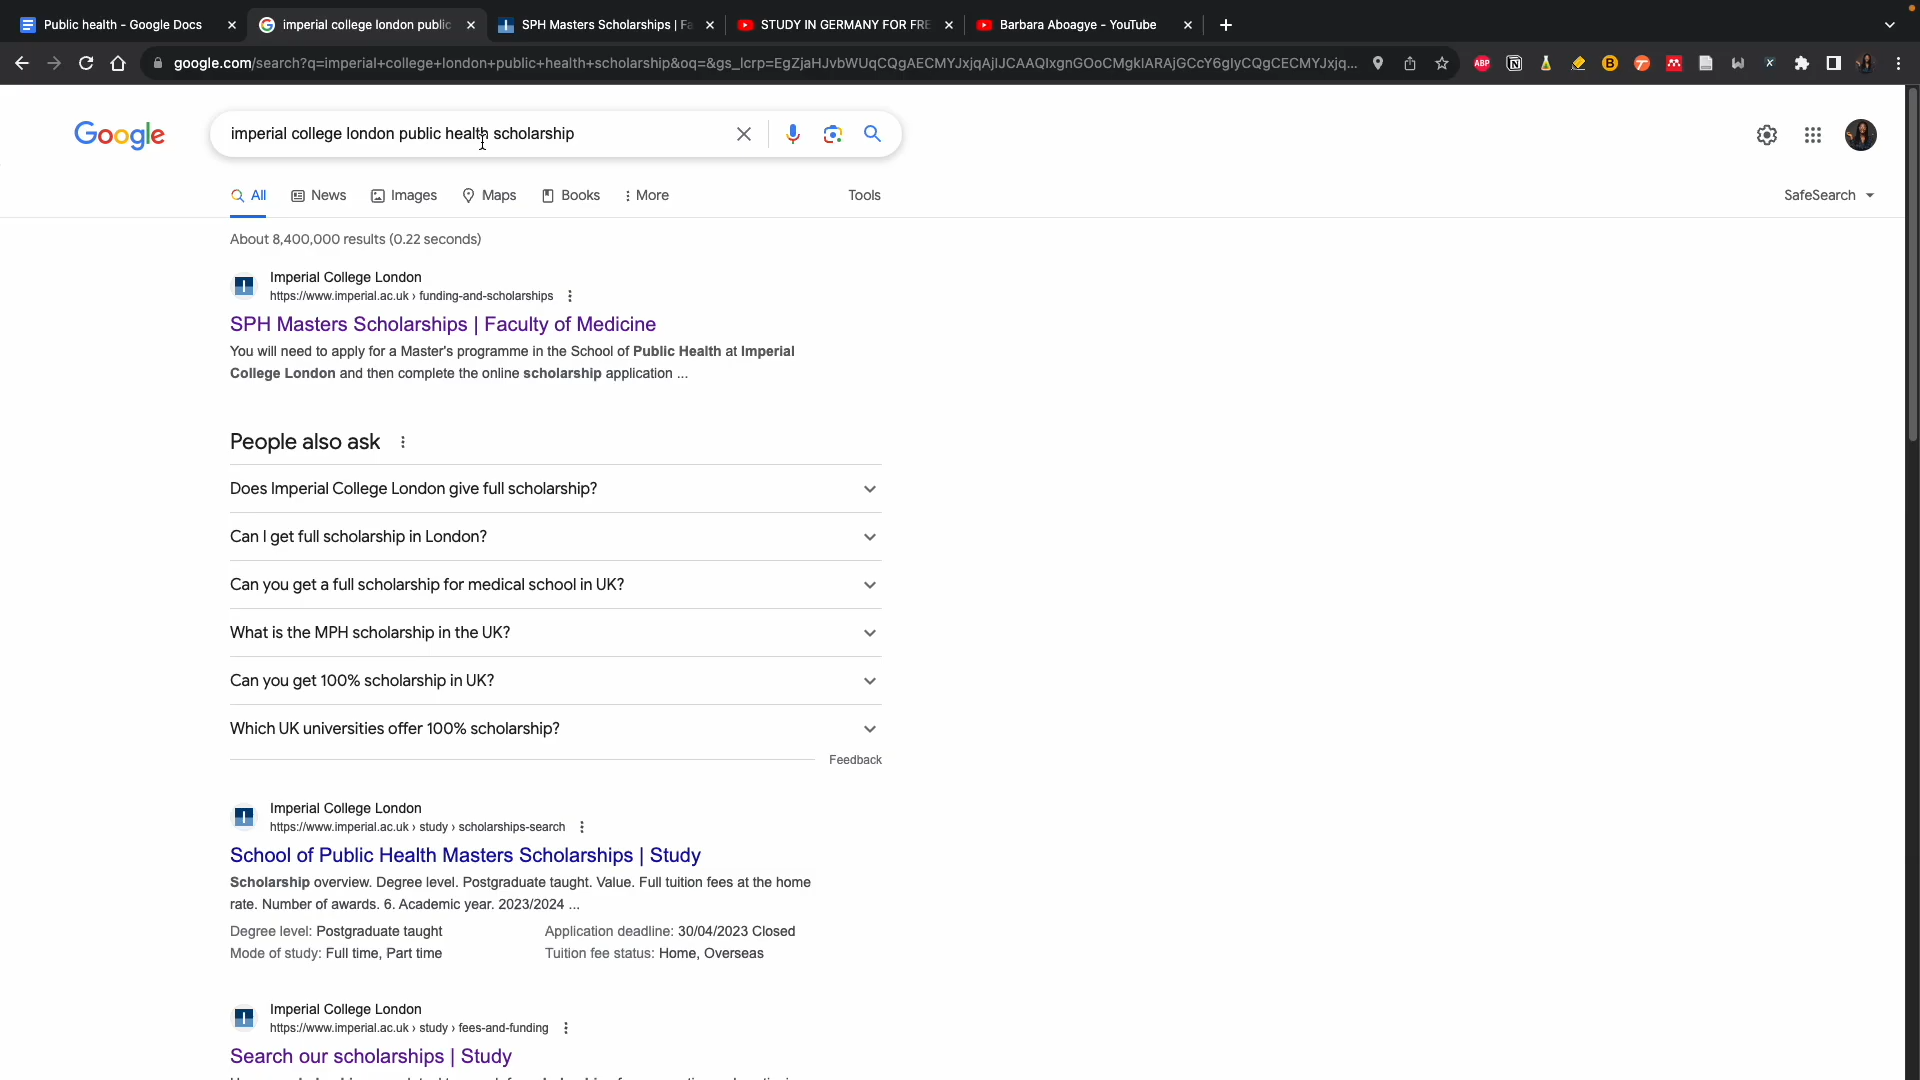 Public health - Google Docs
imperial college london public
SPH Masters Scholarships | Fa
STUDY IN GERMANY FOR FRE
Barbara Aboagye - YouTube
google.com/search?q=imperial+college+london+public+health+scholarship&oq=&gs_lcrp=EgZjaHJvbWUqCQgAECMYJxjqAjIJCAAQIxgnGOoCMgkIARAjGCcY6gIyCQgCECMYJxjq...
ABP
Google
imperial college london public health scholarship
All
News
Images
Maps
Books
More
Tools
SafeSearch
About 8,400,000 results (0.22 seconds)
Imperial College London
https://www.imperial.ac.uk › funding-and-scholarships
SPH Masters Scholarships | Faculty of Medicine
You will need to apply for a Master's programme in the School of Public Health at Imperial
College London and then complete the online scholarship application ...
People also ask
Does Imperial College London give full scholarship?
Can I get full scholarship in London?
Can you get a full scholarship for medical school in UK?
What is the MPH scholarship in the UK?
Can you get 100% scholarship in UK?
Which UK universities offer 100% scholarship?
Feedback
Imperial College London
https://www.imperial.ac.uk › study › scholarships-search
School of Public Health Masters Scholarships | Study
Scholarship overview. Degree level. Postgraduate taught. Value. Full tuition fees at the home
rate. Number of awards. 6. Academic year. 2023/2024 ...
Degree level: Postgraduate taught
Application deadline: 30/04/2023 Closed
Mode of study: Full time, Part time
Tuition fee status: Home, Overseas
Imperial College London
https://www.imperial.ac.uk › study › fees-and-funding
Search our scholarships | Study